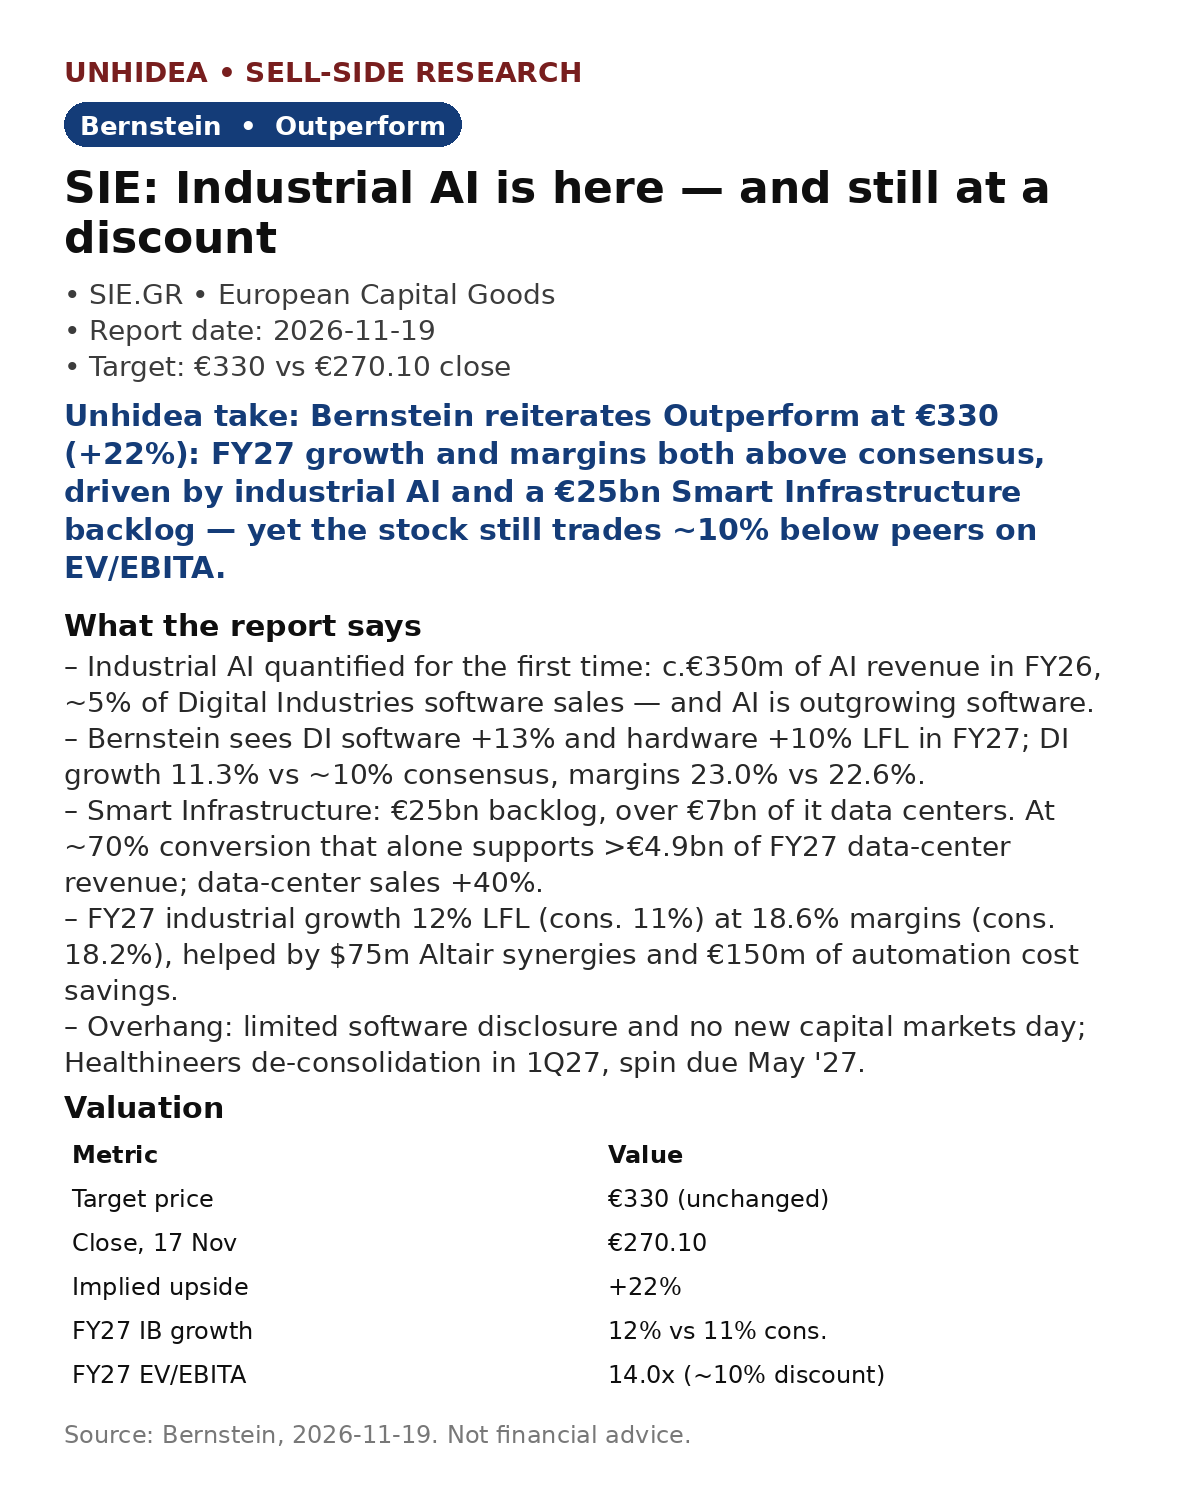 UNHIDEA • SELL-SIDE RESEARCH
Bernstein • Outperform
SIE: Industrial AI is here — and still at a
discount
• SIE.GR • European Capital Goods
• Report date: 2026-11-19
• Target: €330 vs €270.10 close
Unhidea take: Bernstein reiterates Outperform at €330
(+22%): FY27 growth and margins both above consensus,
driven by industrial AI and a €25bn Smart Infrastructure
backlog — yet the stock still trades ~10% below peers on
EV/EBITA.
What the report says
– Industrial AI quantified for the first time: c.€350m of AI revenue in FY26,
~5% of Digital Industries software sales — and AI is outgrowing software.
– Bernstein sees DI software +13% and hardware +10% LFL in FY27; DI
growth 11.3% vs ~10% consensus, margins 23.0% vs 22.6%.
– Smart Infrastructure: €25bn backlog, over €7bn of it data centers. At
~70% conversion that alone supports >€4.9bn of FY27 data-center
revenue; data-center sales +40%.
– FY27 industrial growth 12% LFL (cons. 11%) at 18.6% margins (cons.
18.2%), helped by $75m Altair synergies and €150m of automation cost
savings.
– Overhang: limited software disclosure and no new capital markets day;
Healthineers de-consolidation in 1Q27, spin due May '27.
Valuation
Metric Value
Target price €330 (unchanged)
Close, 17 Nov €270.10
Implied upside +22%
FY27 IB growth 12% vs 11% cons.
FY27 EV/EBITA 14.0x (~10% discount)
Source: Bernstein, 2026-11-19. Not financial advice.